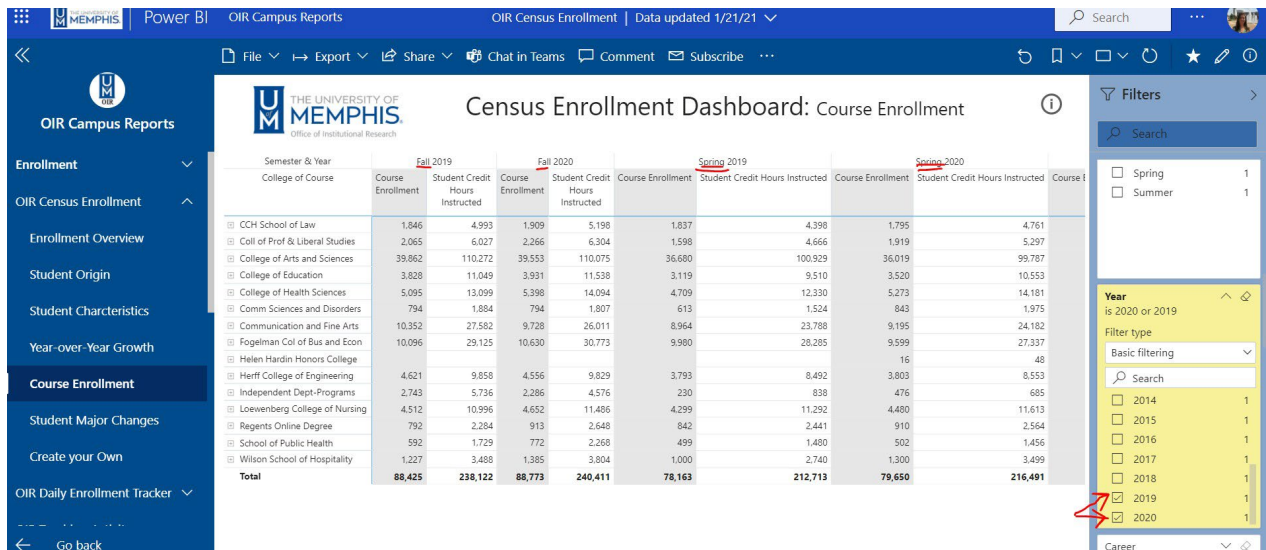 THE UNIVERSITY OF
MEMPHIS.
Power BI
OIR Campus Reports
OIR Census Enrollment | Data updated 1/21/21
Search
File
Export
Share
Chat in Teams
Comment
Subscribe
OIR Campus Reports
Enrollment
OIR Census Enrollment
Enrollment Overview
Student Origin
Student Charcteristics
Year-over-Year Growth
Course Enrollment
Student Major Changes
Create your Own
OIR Daily Enrollment Tracker
Go back
THE UNIVERSITY OF
MEMPHIS.
Office of Institutional Research
Census Enrollment Dashboard: Course Enrollment
Semester & Year Fall 2019 Fall 2020 Spring 2019 Spring 2020
College of Course Course Enrollment Student Credit Hours Instructed Course Enrollment Student Credit Hours Instructed Course Enrollment Student Credit Hours Instructed Course Enrollment Student Credit Hours Instructed Course E
CCH School of Law 1,846 4,993 1,909 5,198 1,837 4,398 1,795 4,761
Coll of Prof & Liberal Studies 2,065 6,027 2,266 6,304 1,598 4,666 1,919 5,297
College of Arts and Sciences 39,862 110,272 39,553 110,075 36,680 100,929 36,019 99,787
College of Education 3,828 11,049 3,931 11,538 3,119 9,510 3,520 10,553
College of Health Sciences 5,095 13,099 5,398 14,094 4,709 12,330 5,273 14,181
Comm Sciences and Disorders 794 1,884 794 1,807 613 1,524 843 1,975
Communication and Fine Arts 10,352 27,582 9,728 26,011 8,964 23,788 9,195 24,182
Fogelman Col of Bus and Econ 10,096 29,125 10,630 30,773 9,980 28,285 9,599 27,337
Helen Hardin Honors College 16 48
Herff College of Engineering 4,621 9,858 4,556 9,829 3,793 8,492 3,803 8,553
Independent Dept-Programs 2,743 5,736 2,286 4,576 230 838 476 685
Loewenberg College of Nursing 4,512 10,996 4,652 11,486 4,299 11,292 4,480 11,613
Regents Online Degree 792 2,284 913 2,648 842 2,441 910 2,564
School of Public Health 592 1,729 772 2,268 499 1,480 502 1,456
Wilson School of Hospitality 1,227 3,488 1,385 3,804 1,000 2,740 1,300 3,499
Total 88,425 238,122 88,773 240,411 78,163 212,713 79,650 216,491
Filters
Search
Spring 1
Summer 1
Year
is 2020 or 2019
Filter type
Basic filtering
Search
2014 1
2015 1
2016 1
2017 1
2018 1
2019 1
2020 1
Career